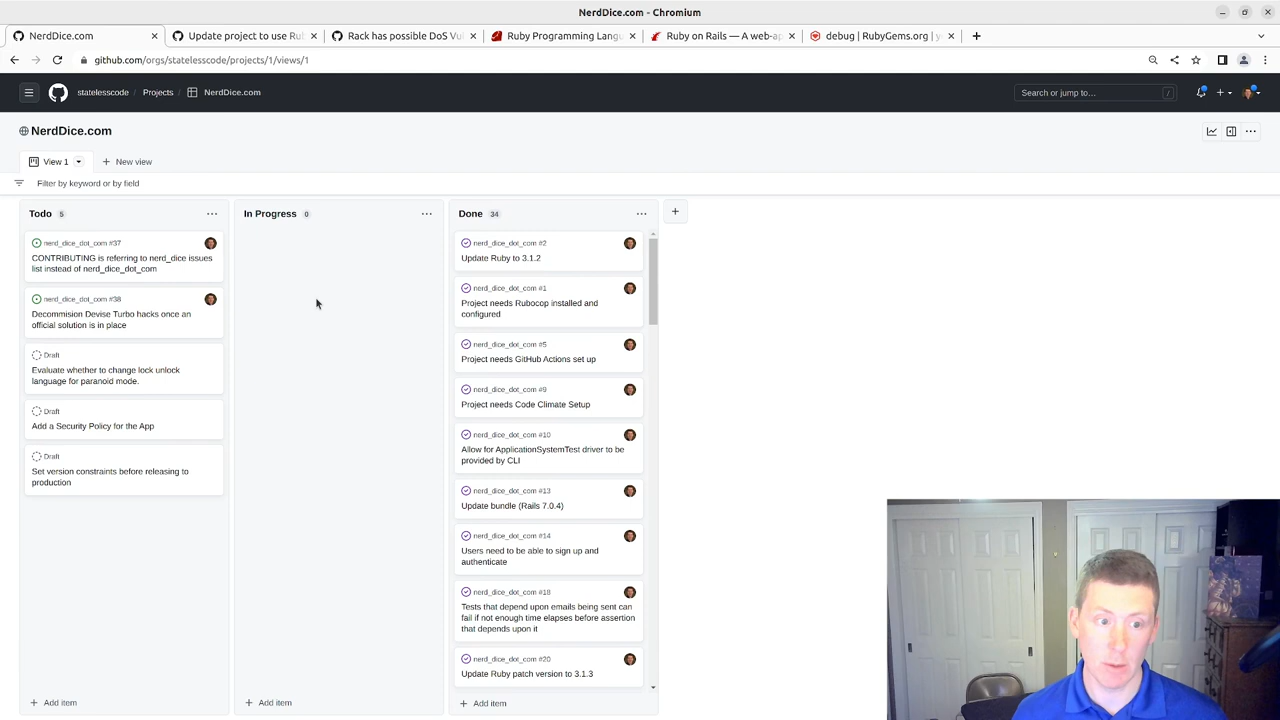 NerdDice.com - Chromium
NerdDice.com
Update project to use Rub
Rack has possible DoS Vul
Ruby Programming Langu
Ruby on Rails — A web-ap
debug | RubyGems.org | yo
github.com/orgs/statelesscode/projects/1/views/1
statelesscode / Projects / NerdDice.com
Search or jump to…
/
NerdDice.com
View 1
New view
Filter by keyword or by field
Todo 5
nerd_dice_dot_com #37
CONTRIBUTING is referring to nerd_dice issues
list instead of nerd_dice_dot_com
nerd_dice_dot_com #38
Decommision Devise Turbo hacks once an
official solution is in place
Draft
Evaluate whether to change lock unlock
language for paranoid mode.
Draft
Add a Security Policy for the App
Draft
Set version constraints before releasing to
production
Add item
In Progress 0
Add item
Done 34
nerd_dice_dot_com #2
Update Ruby to 3.1.2
nerd_dice_dot_com #1
Project needs Rubocop installed and
configured
nerd_dice_dot_com #5
Project needs GitHub Actions set up
nerd_dice_dot_com #9
Project needs Code Climate Setup
nerd_dice_dot_com #10
Allow for ApplicationSystemTest driver to be
provided by CLI
nerd_dice_dot_com #13
Update bundle (Rails 7.0.4)
nerd_dice_dot_com #14
Users need to be able to sign up and
authenticate
nerd_dice_dot_com #18
Tests that depend upon emails being sent can
fail if not enough time elapses before assertion
that depends upon it
nerd_dice_dot_com #20
Update Ruby patch version to 3.1.3
Add item